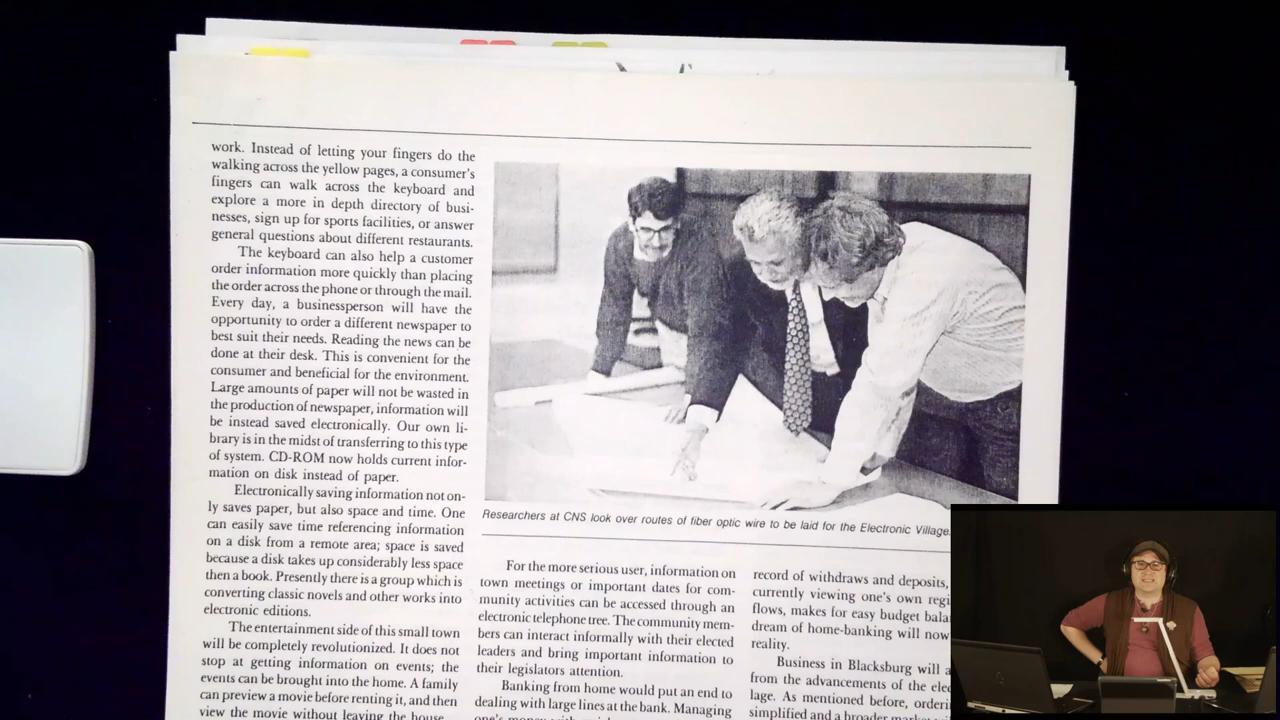 work. Instead of letting your fingers do the
walking across the yellow pages, a consumer's
fingers can walk across the keyboard and
explore a more in depth directory of busi-
nesses, sign up for sports facilities, or answer
general questions about different restaurants.
The keyboard can also help a customer
order information more quickly than placing
the order across the phone or through the mail.
Every day, a businessperson will have the
opportunity to order a different newspaper to
best suit their needs. Reading the news can be
done at their desk. This is convenient for the
consumer and beneficial for the environment.
Large amounts of paper will not be wasted in
the production of newspaper, information will
be instead saved electronically. Our own li-
brary is in the midst of transferring to this type
of system. CD-ROM now holds current infor-
mation on disk instead of paper.
Electronically saving information not on-
ly saves paper, but also space and time. One
can easily save time referencing information
on a disk from a remote area; space is saved
because a disk takes up considerably less space
then a book. Presently there is a group which is
converting classic novels and other works into
electronic editions.
The entertainment side of this small town
will be completely revolutionized. It does not
stop at getting information on events; the
events can be brought into the home. A family
can preview a movie before renting it, and then
view the movie without leaving the house.
Researchers at CNS look over routes of fiber optic wire to be laid for the Electronic Village.
For the more serious user, information on
town meetings or important dates for com-
munity activities can be accessed through an
electronic telephone tree. The community mem-
bers can interact informally with their elected
leaders and bring important information to
their legislators attention.
Banking from home would put an end to
dealing with large lines at the bank. Managing
one's money with
record of withdraws and deposits,
currently viewing one's own regi
flows, makes for easy budget bala
dream of home-banking will now
reality.
Business in Blacksburg will a
from the advancements of the elec
lage. As mentioned before, orderi
simplified and a broader market